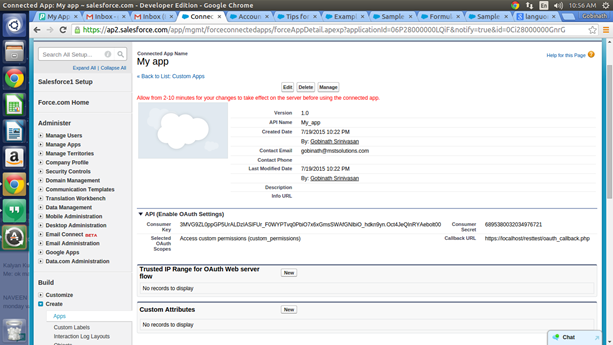 Connected App: My app ~ salesforce.com - Developer Edition - Google Chrome
En
10:56 AM
My App
Inbox -
Inbox (
Connec
Accoun
Tips for
Examp
Sample
Formul
Sample
languag
Gobinath
https://ap2.salesforce.com/app/mgmt/forceconnectedapps/forceAppDetail.apexp?applicationId=06P28000000LQiF&notify=true&id=0Ci28000000GnrG
Search All Setup...
Expand All | Collapse All
Salesforce1 Setup
Force.com Home
Administer
Manage Users
Manage Apps
Manage Territories
Company Profile
Security Controls
Domain Management
Communication Templates
Translation Workbench
Data Management
Mobile Administration
Desktop Administration
Email Connect BETA
Email Administration
Google Apps
Data.com Administration
Build
Customize
Create
Apps
Custom Labels
Interaction Log Layouts
Connected App Name
My app
Help for this Page
« Back to List: Custom Apps
Edit Delete Manage
Allow from 2-10 minutes for your changes to take effect on the server before using the connected app.
Version 1.0
API Name My_app
Created Date 7/19/2015 10:22 PM
By: Gobinath Srinivasan
Contact Email gobinath@mstsolutions.com
Contact Phone
Last Modified Date 7/19/2015 10:22 PM
By: Gobinath Srinivasan
Description
Info URL
API (Enable OAuth Settings)
Consumer Key
Consumer Secret 6895380032034976721
Selected OAuth Scopes Access custom permissions (custom_permissions)
Callback URL https://localhost/resttest/oauth_callback.php
Trusted IP Range for OAuth Web server flow New
No records to display
Custom Attributes New
No records to display
Chat